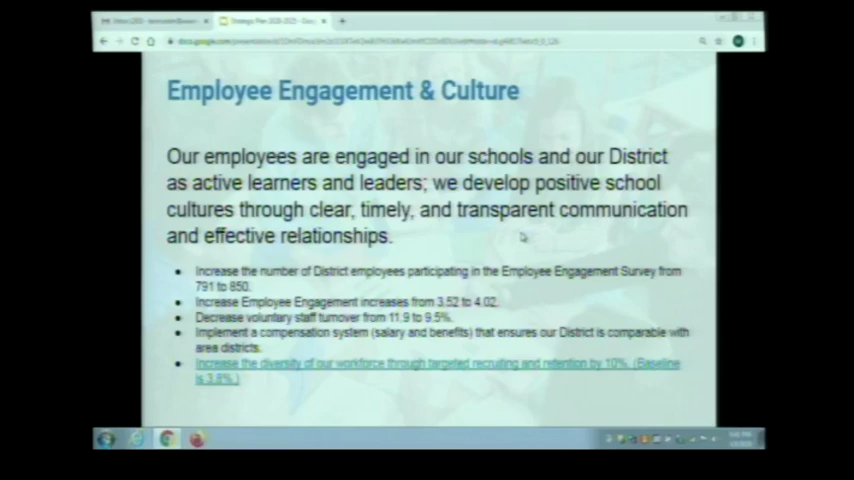 Employee Engagement & Culture
Our employees are engaged in our schools and our District
as active learners and leaders; we develop positive school
cultures through clear, timely, and transparent communication
and effective relationships.
Increase the number of District employees participating in the Employee Engagement Survey from
791 to 850.
Increase Employee Engagement increases from 3.52 to 4.02.
Decrease voluntary staff turnover from 11.9 to 9.5%.
Implement a compensation system (salary and benefits) that ensures our District is comparable with
area districts.
Increase the diversity of our workforce through targeted recruiting and retention by 10%. (Baseline
is 3.8%.)